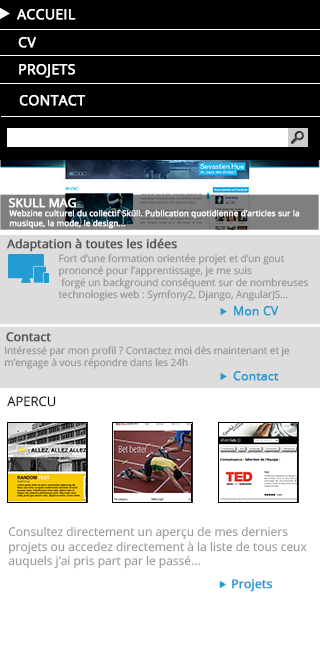 ACCUEIL
CV
PROJETS
CONTACT
Sevastien Hue
SKULL MAG
Webzine culturel du collectif Skull. Publication quotidienne d'articles sur la
musique, la mode, le design...
Adaptation à toutes les idées
Fort d'une formation orientée projet et d'un gout
prononcé pour l'apprentissage, je me suis
forgé un background conséquent sur de nombreuses
technologies web : Symfony2, Django, AngularJS...
Mon CV
Contact
Intéressé par mon profil ? Contactez moi dès maintenant et je
m'engage à vous répondre dans les 24h
Contact
APERCU
ALLEZ, ALLEZ, ALLEZ
RANDOM
Bet better
TED
Consultez directement un aperçu de mes derniers
projets ou accedez directement à la liste de tous ceux
auquels j'ai pris part par le passé...
Projets